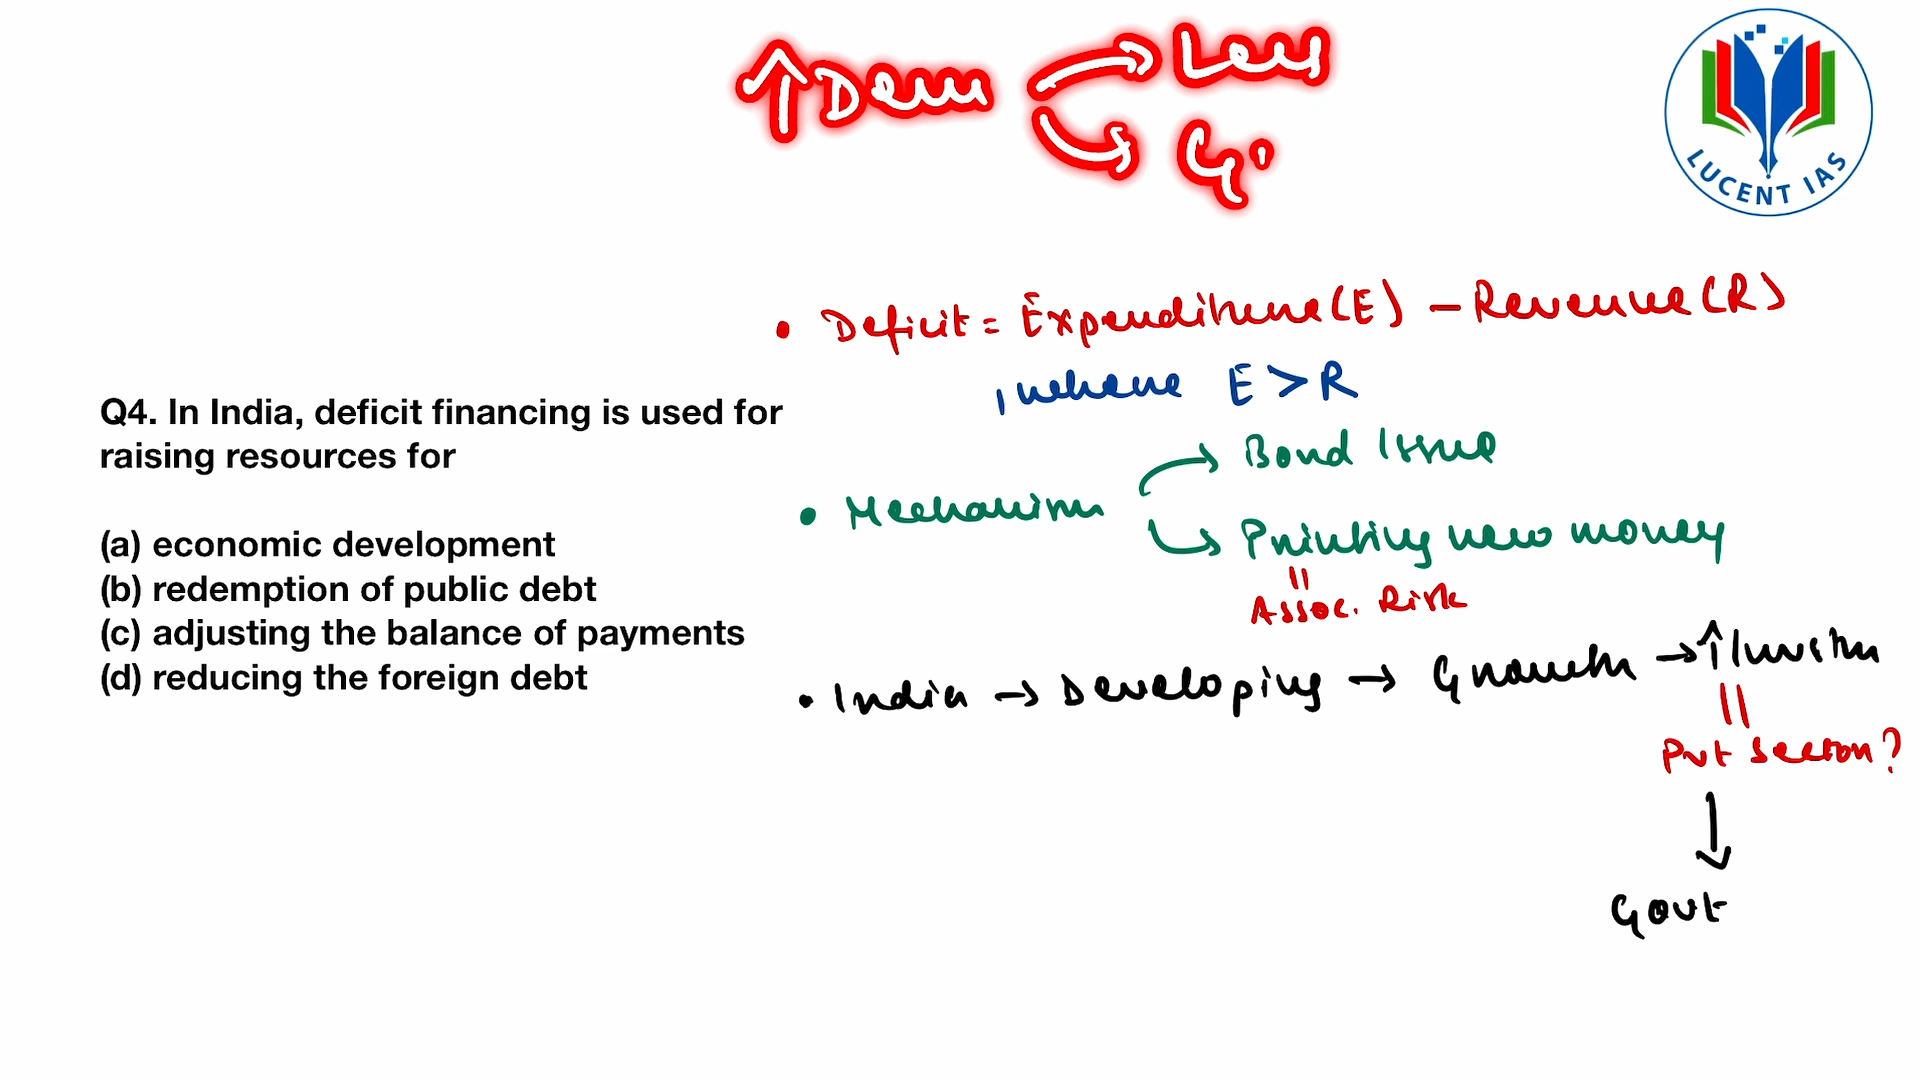 ↑ Dem → Less
→ G'
LUCENT IAS
• Deficit = Expenditure (E) – Revenue (R)
, where E > R
Q4. In India, deficit financing is used for
raising resources for
(a) economic development
(b) redemption of public debt
(c) adjusting the balance of payments
(d) reducing the foreign debt
• Mechanism → Bond Issue
→ Printing new money
Assoc. Risk
• India → Developing → Growth → ↑
Pvt Sector?
↓
Govt